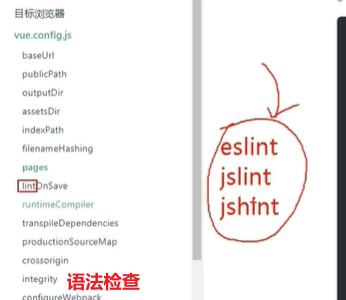 目标浏览器
vue.config.js
baseUrl
publicPath
outputDir
assetsDir
indexPath
filenameHashing
pages
lintOnSave
runtimeCompiler
transpileDependencies
productionSourceMap
crossorigin
integrity
语法检查
configureWebpack
eslint
jslint
jshint